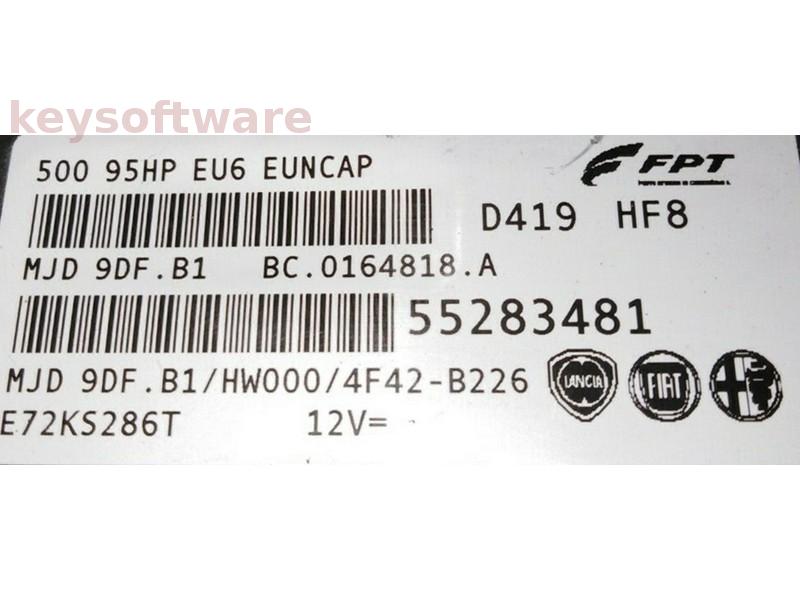 keysoftware
500 95HP EU6 EUNCAP
FPT
D419 HF8
MJD 9DF.B1 BC.0164818.A
55283481
MJD 9DF.B1/HW000/4F42-B226
LANCIA
FIAT
E72KS286T 12V=